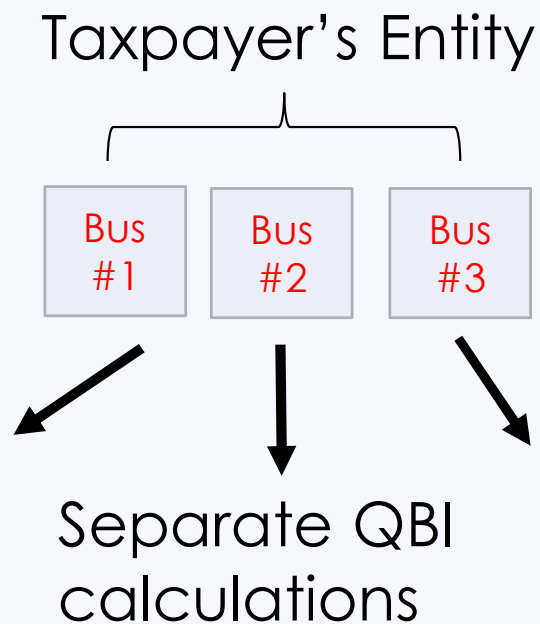 Taxpayer’s Entity
Bus
#1
Bus
#2
Bus
#3
Separate QBI
calculations